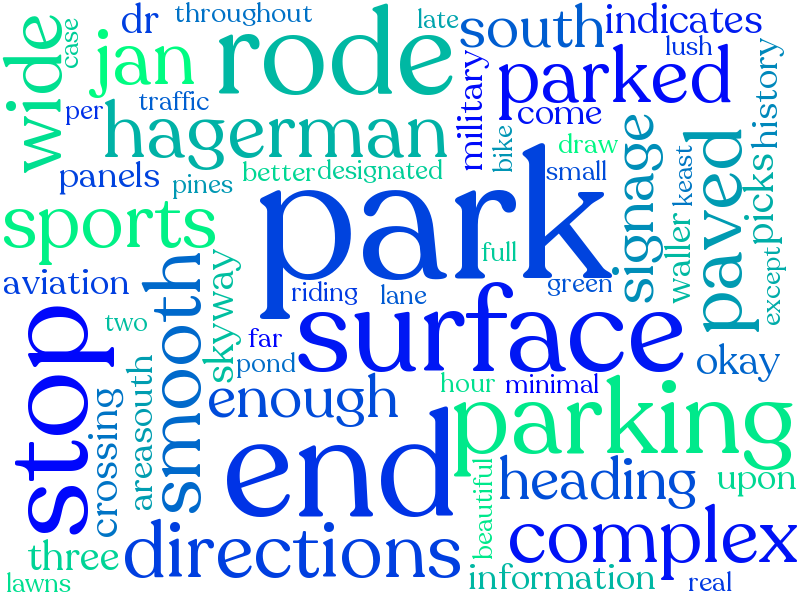 dr
throughout
late
south
indicates
case
wide
jan
rode
lush
parked
history
per
traffic
hagerman
military
come
bike
draw
signage
keast
paved
picks
panels
pines
better
designated
small
park
waller
except
sports
full
aviation
smooth
skyway
riding
lane
green
surface
stop
two
far
pond
okay
areasouth
crossing
enough
hour
minimal
parking
end
beautiful
heading
upon
directions
complex
three
information
lawns
real